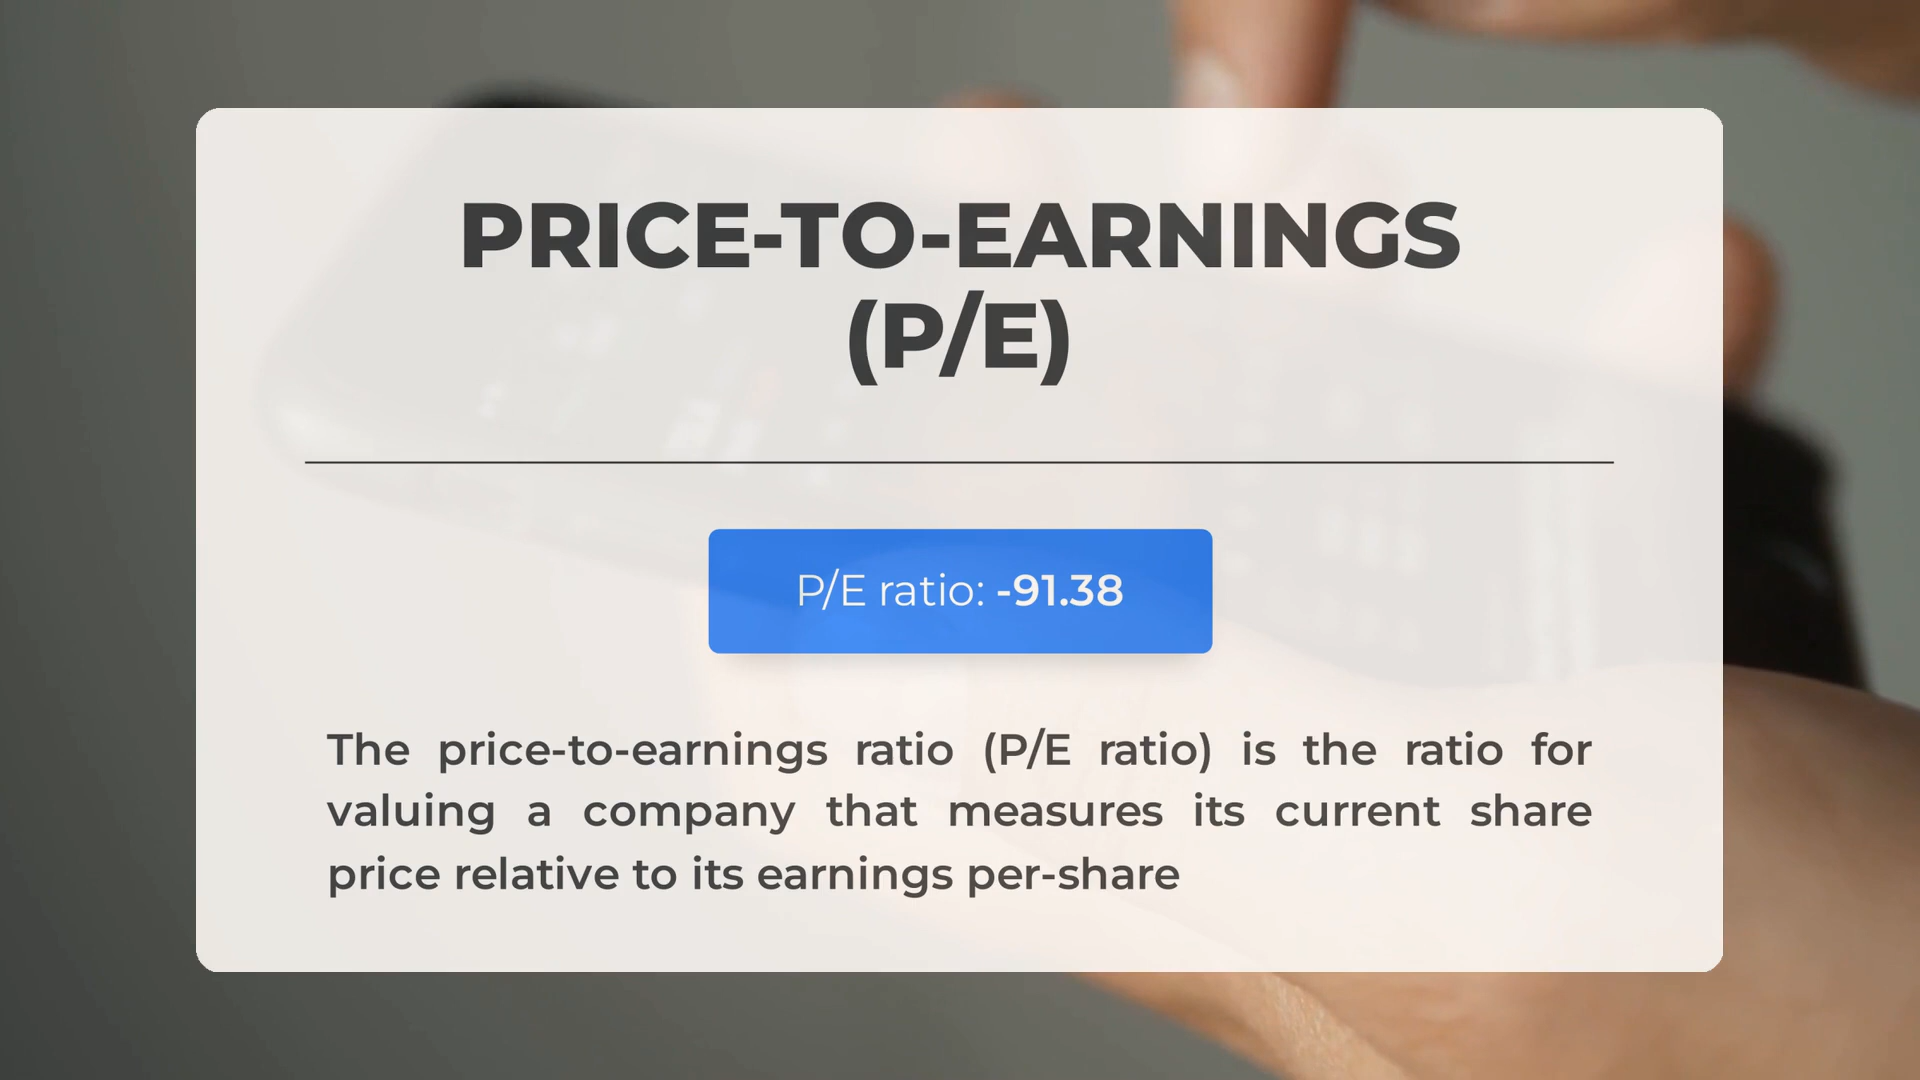 PRICE-TO-EARNINGS
(P/E)
P/E ratio: -91.38
The price-to-earnings ratio (P/E ratio) is the ratio for
valuing a company that measures its current share
price relative to its earnings per-share